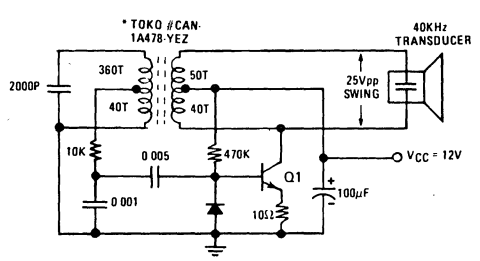 * TOKO #CAN-
1A478-YEZ
40KHz
TRANSDUCER
360T
50T
2000P
25Vpp
SWING
40T
40T
10K
0 005
470K
Q1
VCC = 12V
0 001
+
100µF
-
10Ω